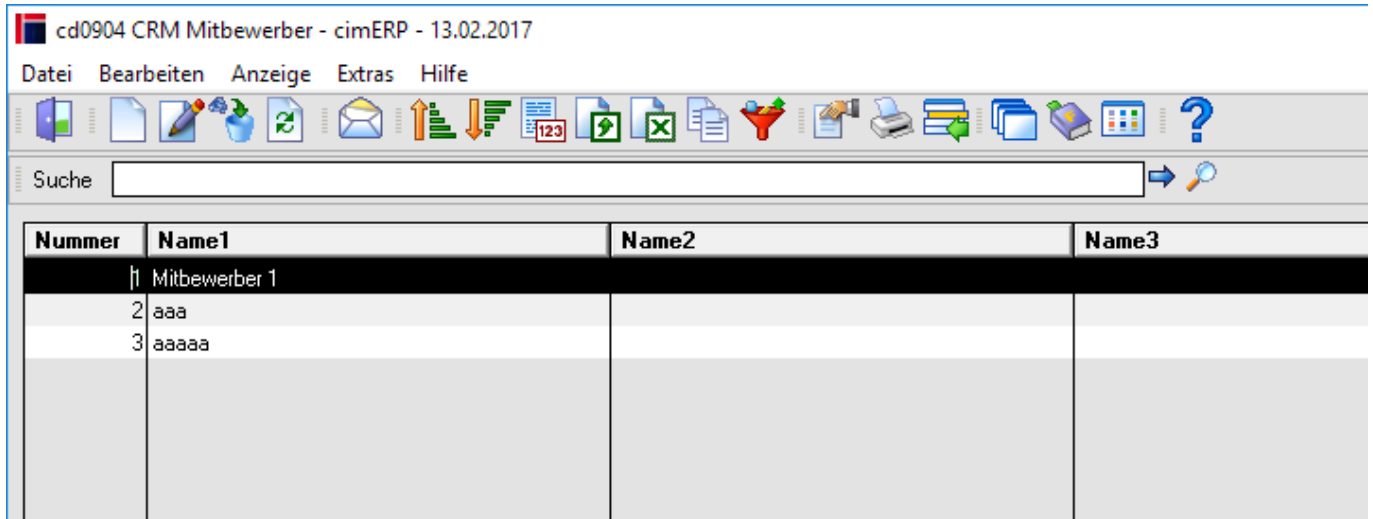 cd0904 CRM Mitbewerber - cimERP - 13.02.2017
Datei Bearbeiten Anzeige Extras Hilfe
123
?
Suche
Nummer Name1 Name2 Name3
1 Mitbewerber 1
2 aaa
3 aaaaa